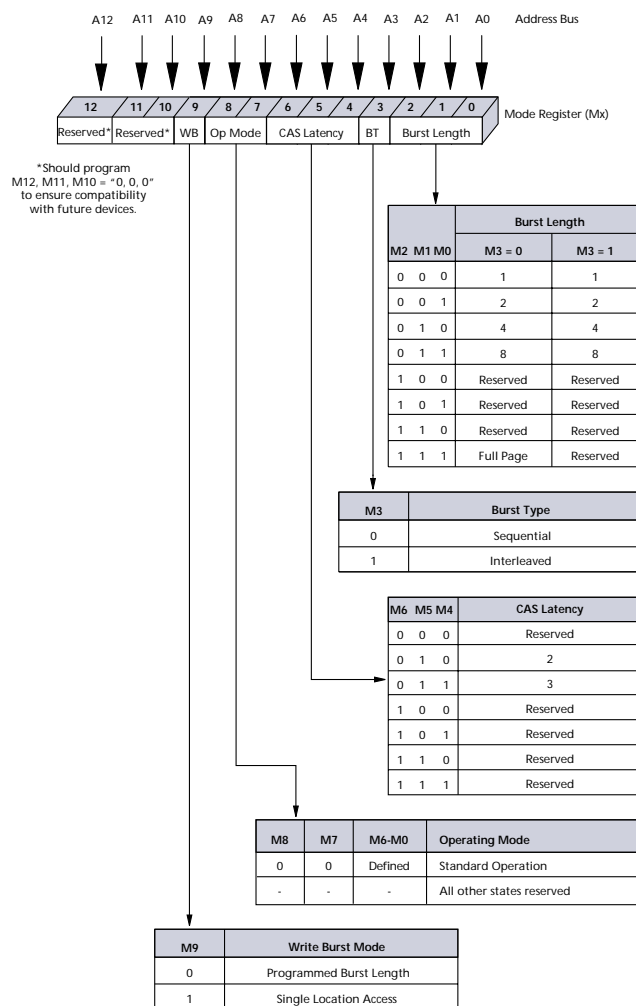 A12 A11 A10 A9 A8 A7 A6 A5 A4 A3 A2 A1 A0 Address Bus
12 11 10 9 8 7 6 5 4 3 2 1 0
Mode Register (Mx)
Reserved* Reserved* WB Op Mode CAS Latency BT Burst Length
*Should program
M12, M11, M10 = "0, 0, 0"
to ensure compatibility
with future devices.
Burst Length
M2 M1 M0 M3 = 0 M3 = 1
0 0 0 1 1
0 0 1 2 2
0 1 0 4 4
0 1 1 8 8
1 0 0 Reserved Reserved
1 0 1 Reserved Reserved
1 1 0 Reserved Reserved
1 1 1 Full Page Reserved
M3 Burst Type
0 Sequential
1 Interleaved
M6 M5 M4 CAS Latency
0 0 0 Reserved
0 1 0 2
0 1 1 3
1 0 0 Reserved
1 0 1 Reserved
1 1 0 Reserved
1 1 1 Reserved
M8 M7 M6-M0 Operating Mode
0 0 Defined Standard Operation
- - - All other states reserved
M9 Write Burst Mode
0 Programmed Burst Length
1 Single Location Access